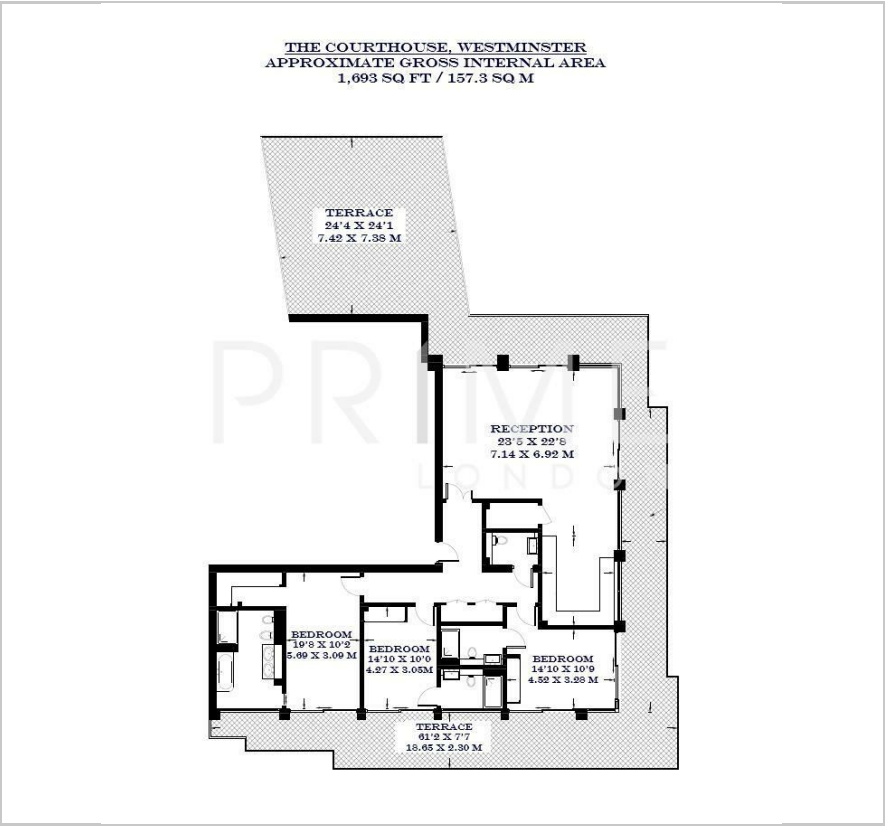 THE COURTHOUSE, WESTMINSTER
APPROXIMATE GROSS INTERNAL AREA
1,693 SQ FT / 157.3 SQ M
TERRACE
24'4 X 24'1
7.42 X 7.38 M
PRIME
LONDON
RECEPTION
23'5 X 22'8
7.14 X 6.92 M
BEDROOM
19'8 X 10'2
5.69 X 3.09 M
BEDROOM
14'10 X 10'0
4.27 X 3.05M
BEDROOM
14'10 X 10'9
4.52 X 3.28 M
TERRACE
61'2 X 7'7
18.65 X 2.30 M